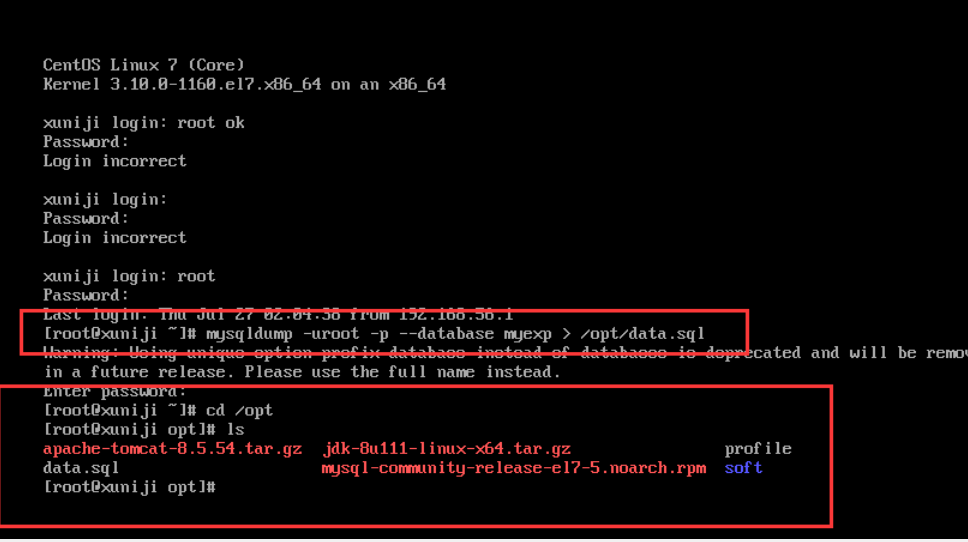 CentOS Linux 7 (Core)
Kernel 3.10.0-1160.el7.x86_64 on an x86_64
xuniji login: root ok
Password:
Login incorrect
xuniji login:
Password:
Login incorrect
xuniji login: root
Password:
Last login: Thu Jul 27 02:04:38 from 192.168.56.1
[root@xuniji ~]# mysqldump -uroot -p --database myexp > /opt/data.sql
Warning: Using unique option prefix database instead of databases is deprecated and will be remov
in a future release. Please use the full name instead.
Enter password:
[root@xuniji ~]# cd /opt
[root@xuniji opt]# ls
apache-tomcat-8.5.54.tar.gz jdk-8u111-linux-x64.tar.gz profile
data.sql mysql-community-release-el7-5.noarch.rpm soft
[root@xuniji opt]#